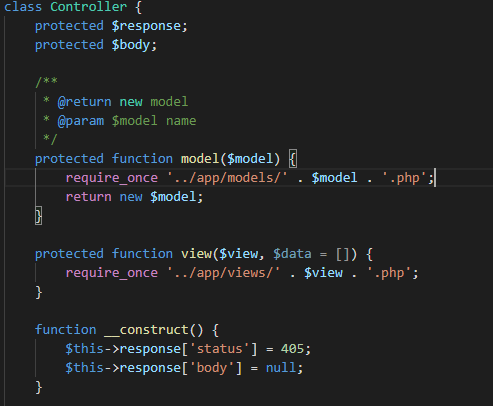 class Controller {
    protected $response;
    protected $body;

    /**
     * @return new model
     * @param $model name
     */
    protected function model($model) {
        require_once '../app/models/' . $model . '.php';
        return new $model;
    }

    protected function view($view, $data = []) {
        require_once '../app/views/' . $view . '.php';
    }

    function __construct() {
        $this->response['status'] = 405;
        $this->response['body'] = null;
    }